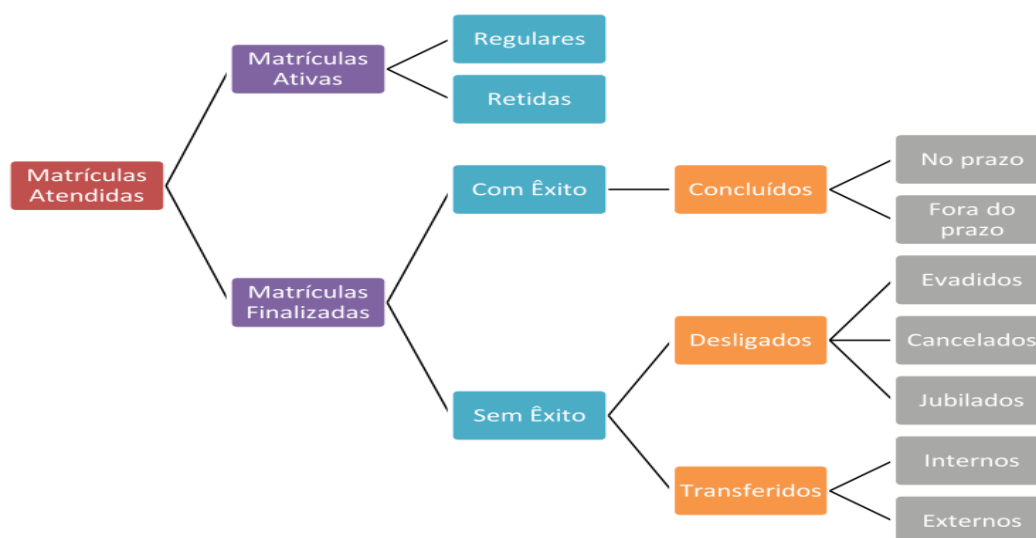 Matrículas
Atendidas
Matrículas
Ativas
Regulares
Retidas
Matrículas
Finalizadas
Com Êxito
Concluídos
No prazo
Fora do
prazo
Sem Êxito
Desligados
Evadidos
Cancelados
Jubilados
Transferidos
Internos
Externos